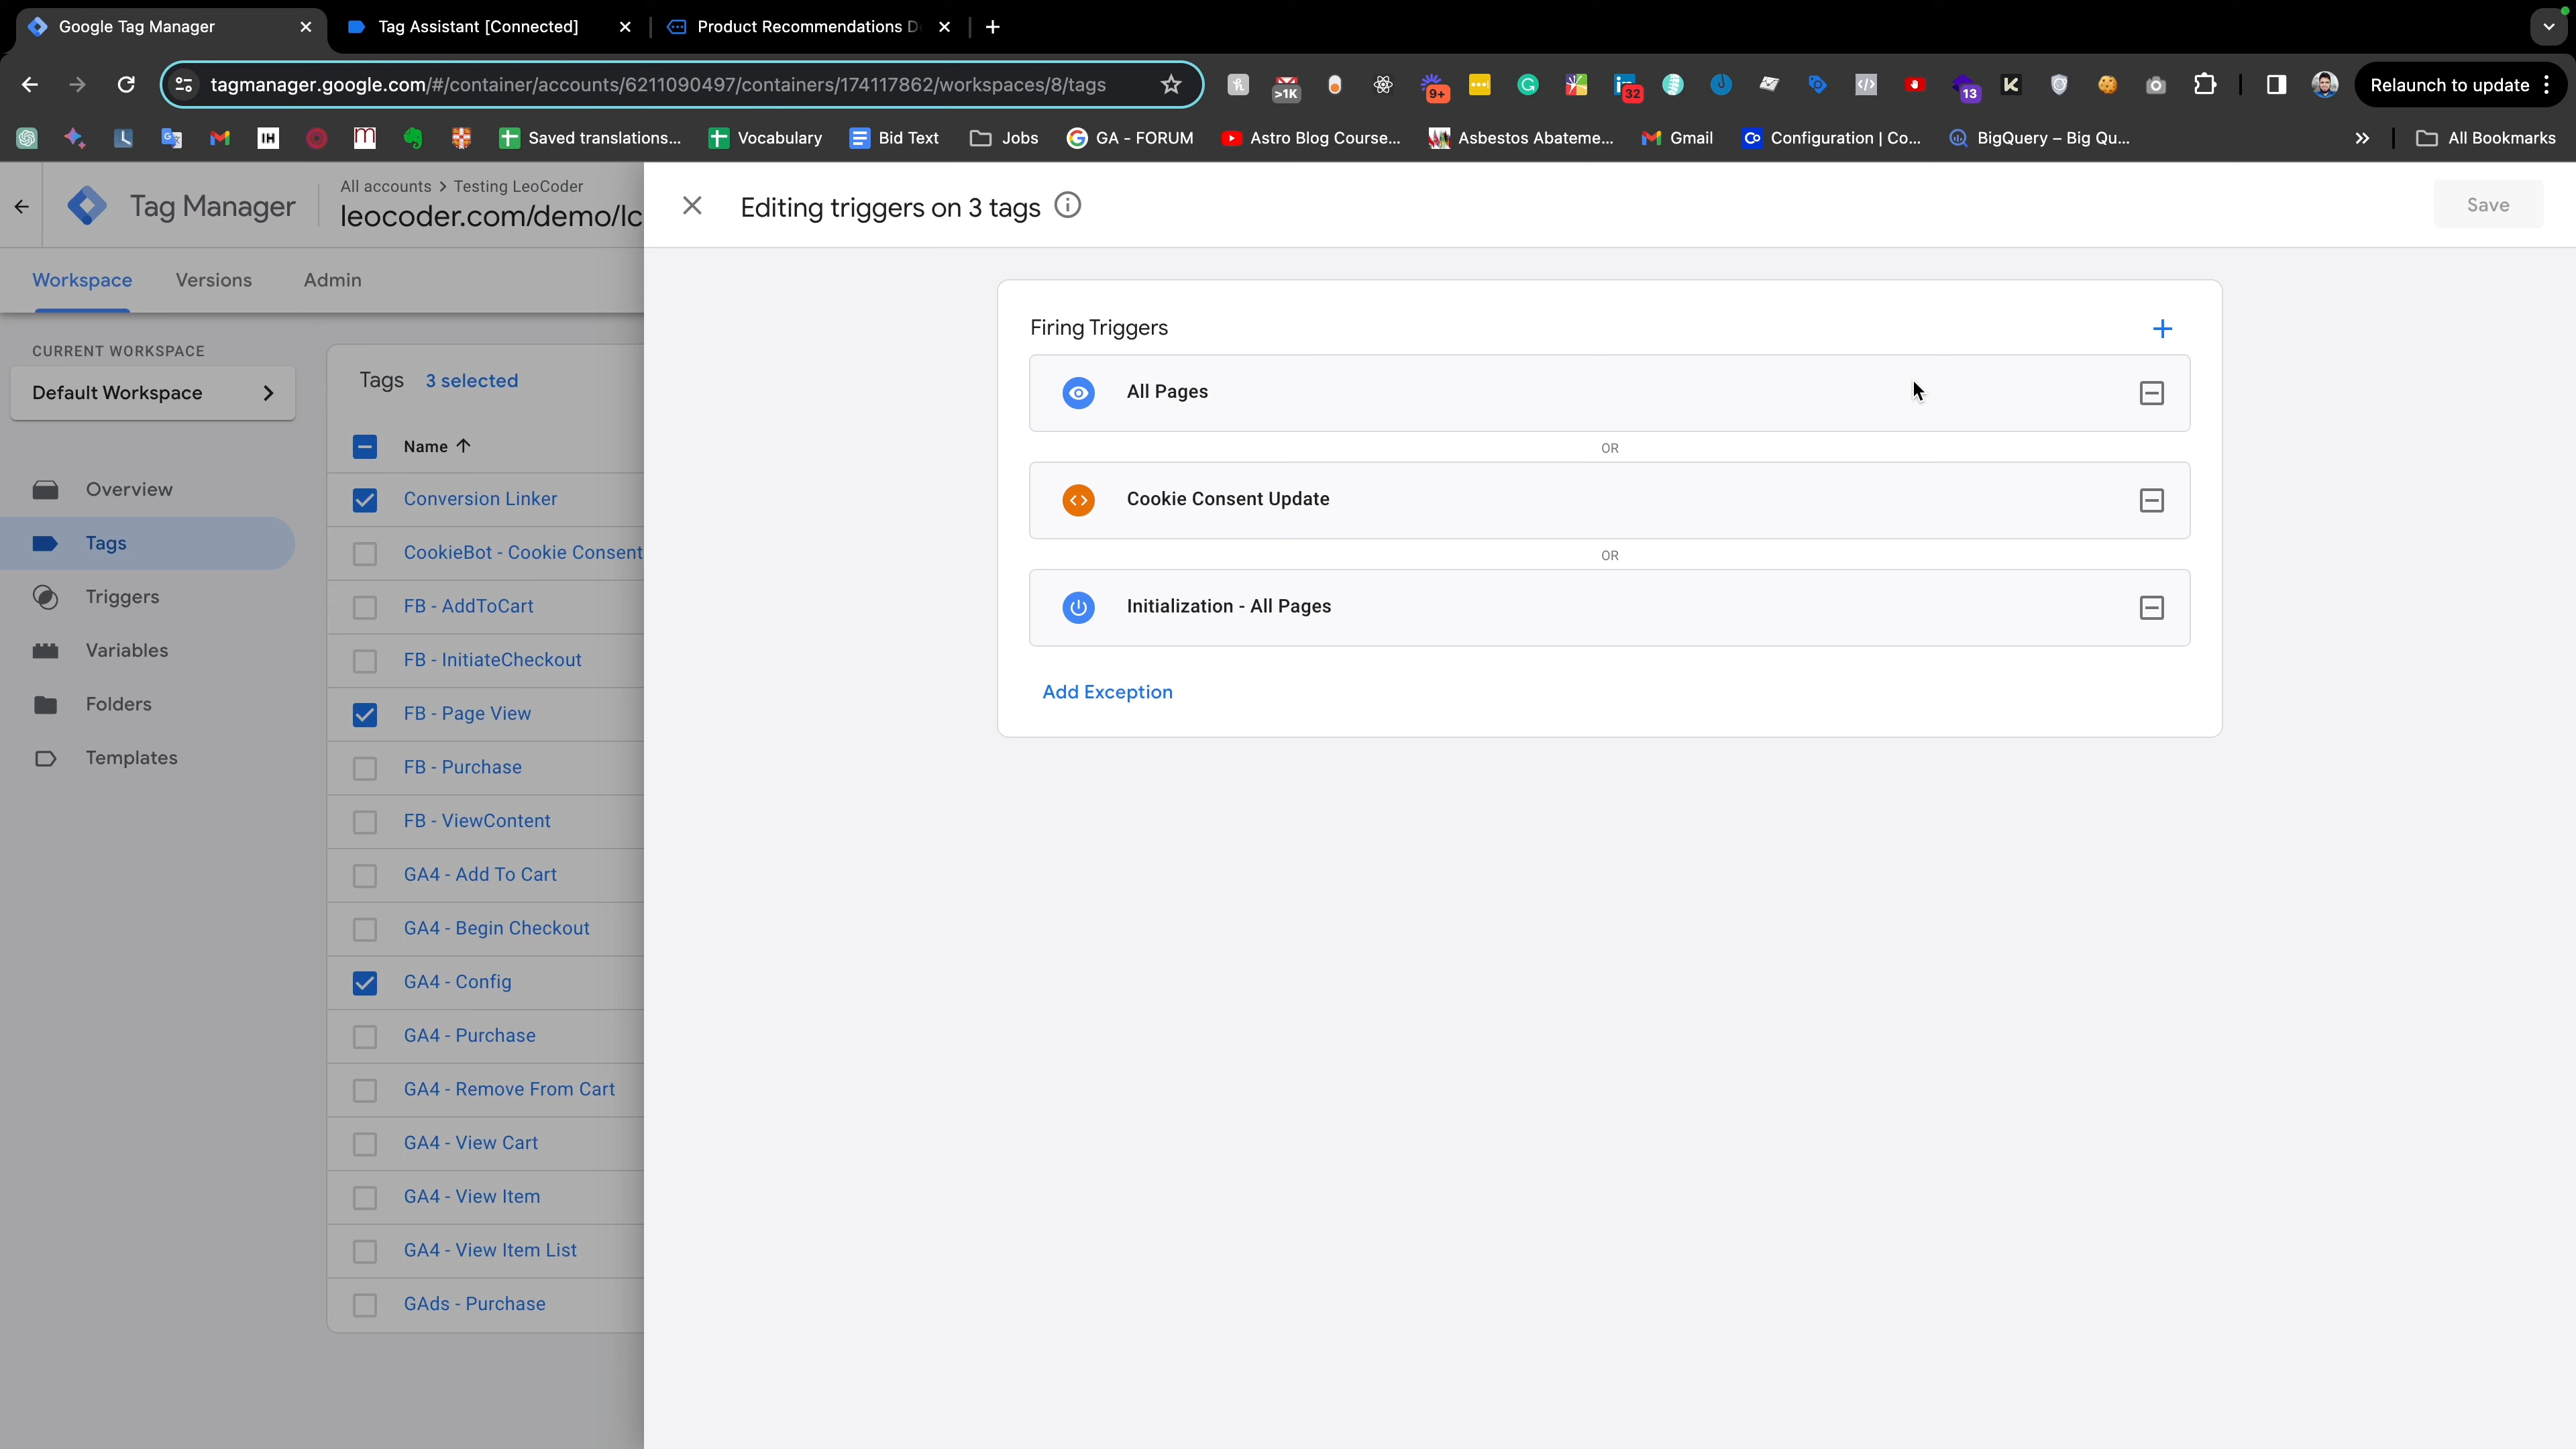 Google Tag Manager
Tag Assistant [Connected]
Product Recommendations D
tagmanager.google.com/#/container/accounts/6211090497/containers/174117862/workspaces/8/tags
>1K
9+
32
13
Relaunch to update
IH
Saved translations...
Vocabulary
Bid Text
Jobs
GA - FORUM
Astro Blog Course...
Asbestos Abateme...
Gmail
Configuration | Co...
BigQuery – Big Qu...
All Bookmarks
Tag Manager
All accounts > Testing LeoCoder
leocoder.com/demo/lc
Editing triggers on 3 tags
Save
Workspace
Versions
Admin
CURRENT WORKSPACE
Default Workspace
Overview
Tags
Triggers
Variables
Folders
Templates
Tags
3 selected
Name
Conversion Linker
CookieBot - Cookie Consent
FB - AddToCart
FB - InitiateCheckout
FB - Page View
FB - Purchase
FB - ViewContent
GA4 - Add To Cart
GA4 - Begin Checkout
GA4 - Config
GA4 - Purchase
GA4 - Remove From Cart
GA4 - View Cart
GA4 - View Item
GA4 - View Item List
GAds - Purchase
Firing Triggers
All Pages
OR
Cookie Consent Update
OR
Initialization - All Pages
Add Exception